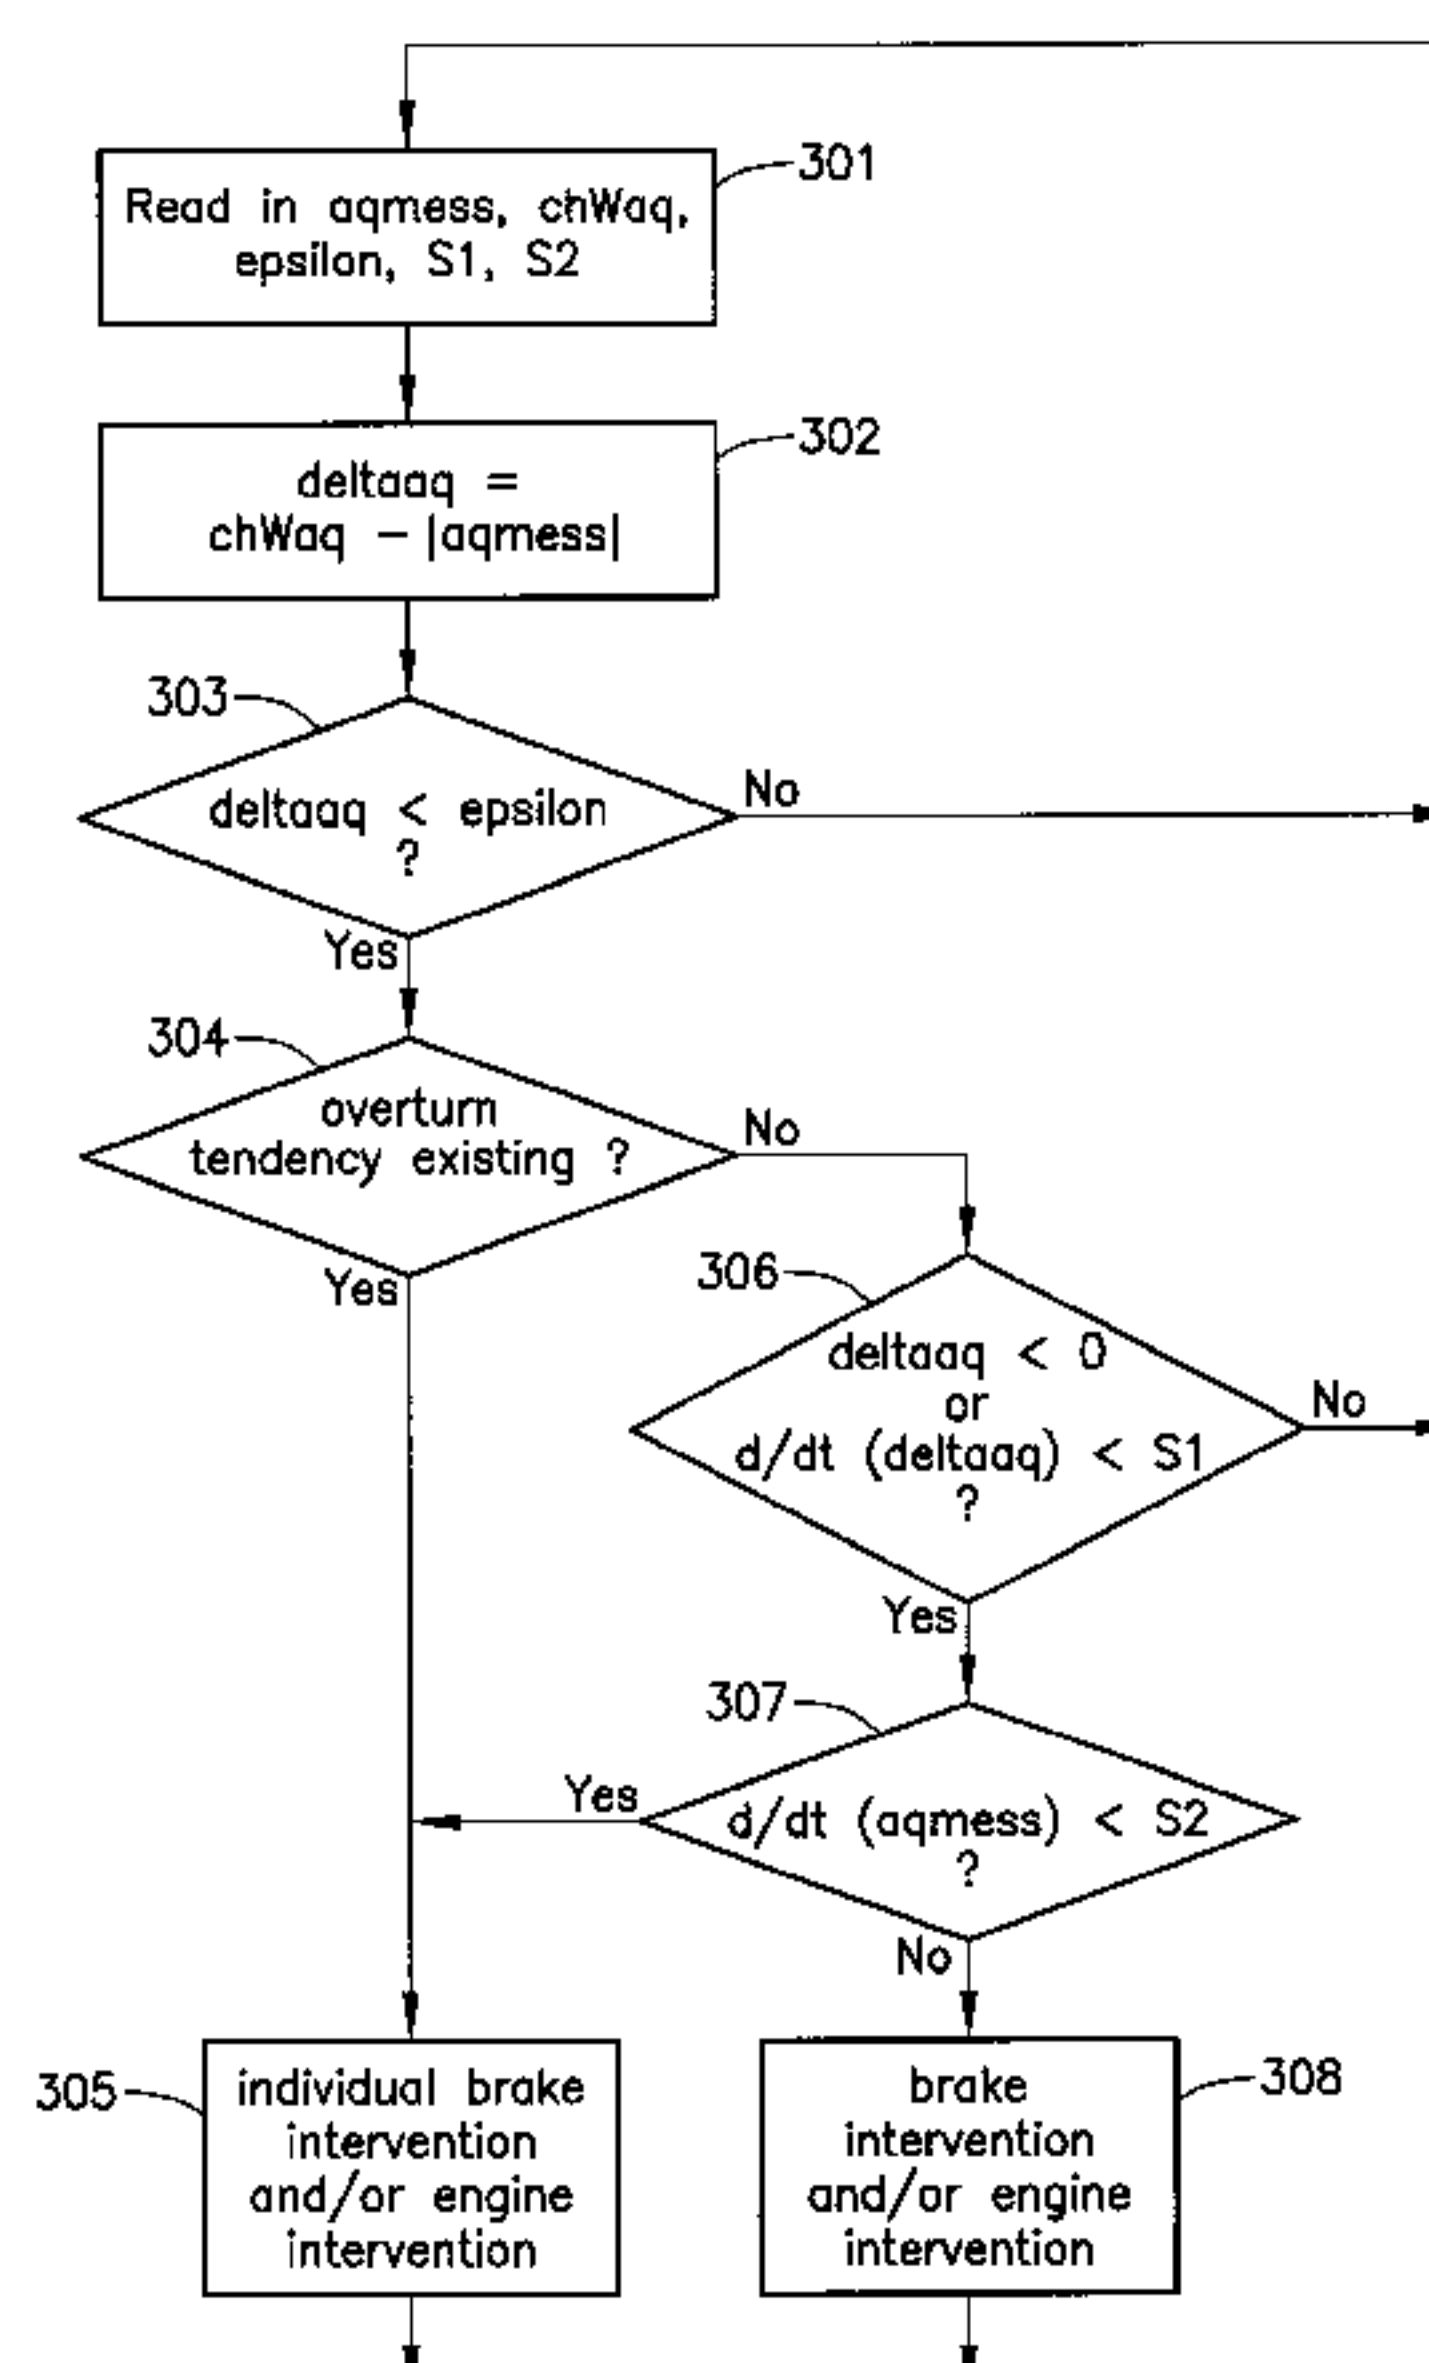 301
Read in aqmess, chWaq,
epsilon, S1, S2
302
deltaaq =
chWaq - |aqmess|
303
deltaaq < epsilon
?
No
Yes
304
overturn
tendency existing ?
No
Yes
306
deltaaq < 0
or
d/dt (deltaaq) < S1
?
No
Yes
307
d/dt (aqmess) < S2
?
Yes
No
305
individual brake
intervention
and/or engine
intervention
308
brake
intervention
and/or engine
intervention